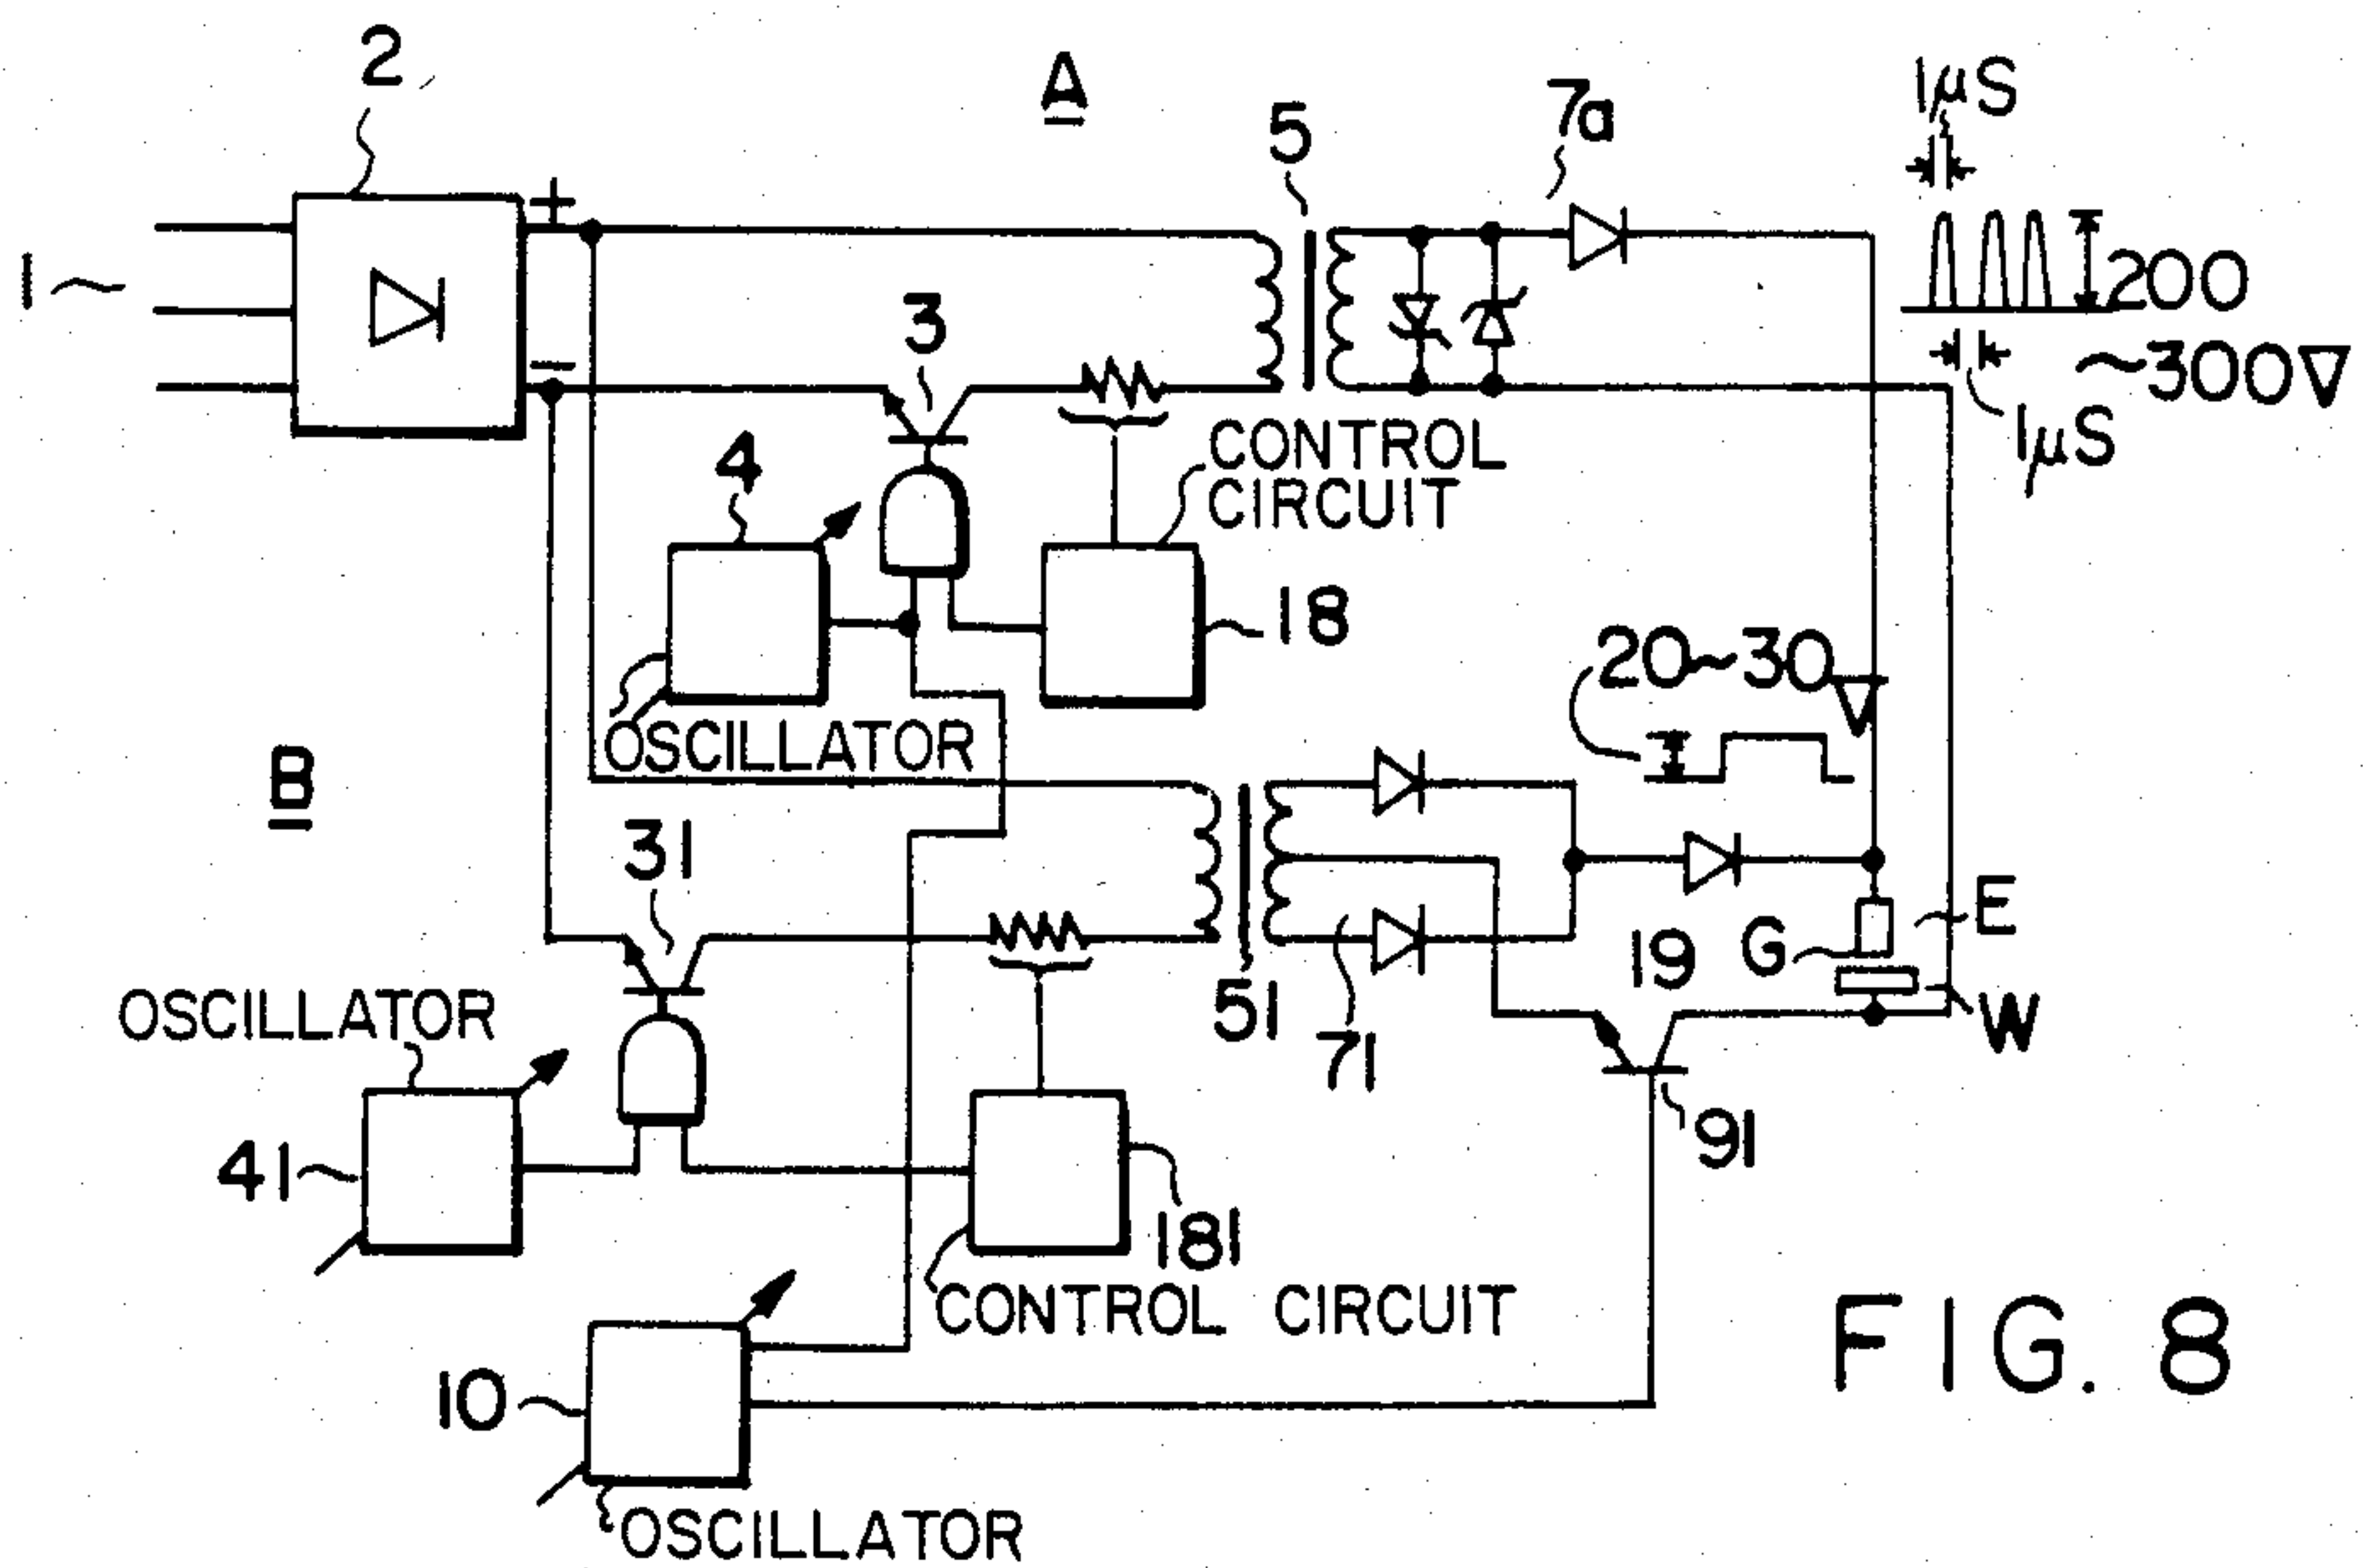 2
A
5
7a
1μS
+
1
3
200
~300V
−
1μS
4
CONTROL
CIRCUIT
18
20~30V
OSCILLATOR
B
31
E
19
G
51
71
W
OSCILLATOR
91
41
181
CONTROL CIRCUIT
10
OSCILLATOR
FIG. 8